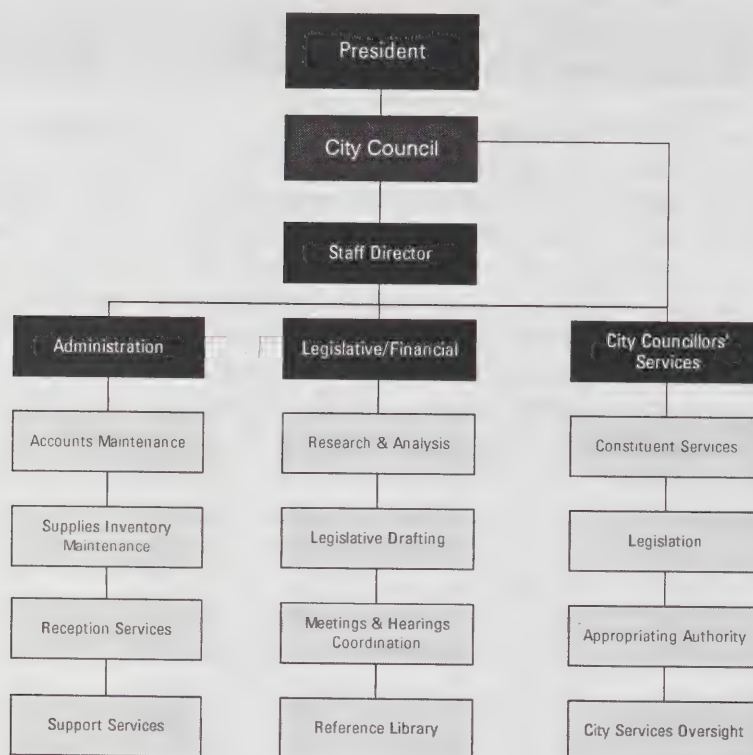 President
City Council
Staff Director
Administration
Legislative/Financial
City Councillors'
Services
Accounts Maintenance
Research & Analysis
Constituent Services
Supplies Inventory
Maintenance
Legislative Drafting
Legislation
Reception Services
Meetings & Hearings
Coordination
Appropriating Authority
Support Services
Reference Library
City Services Oversight